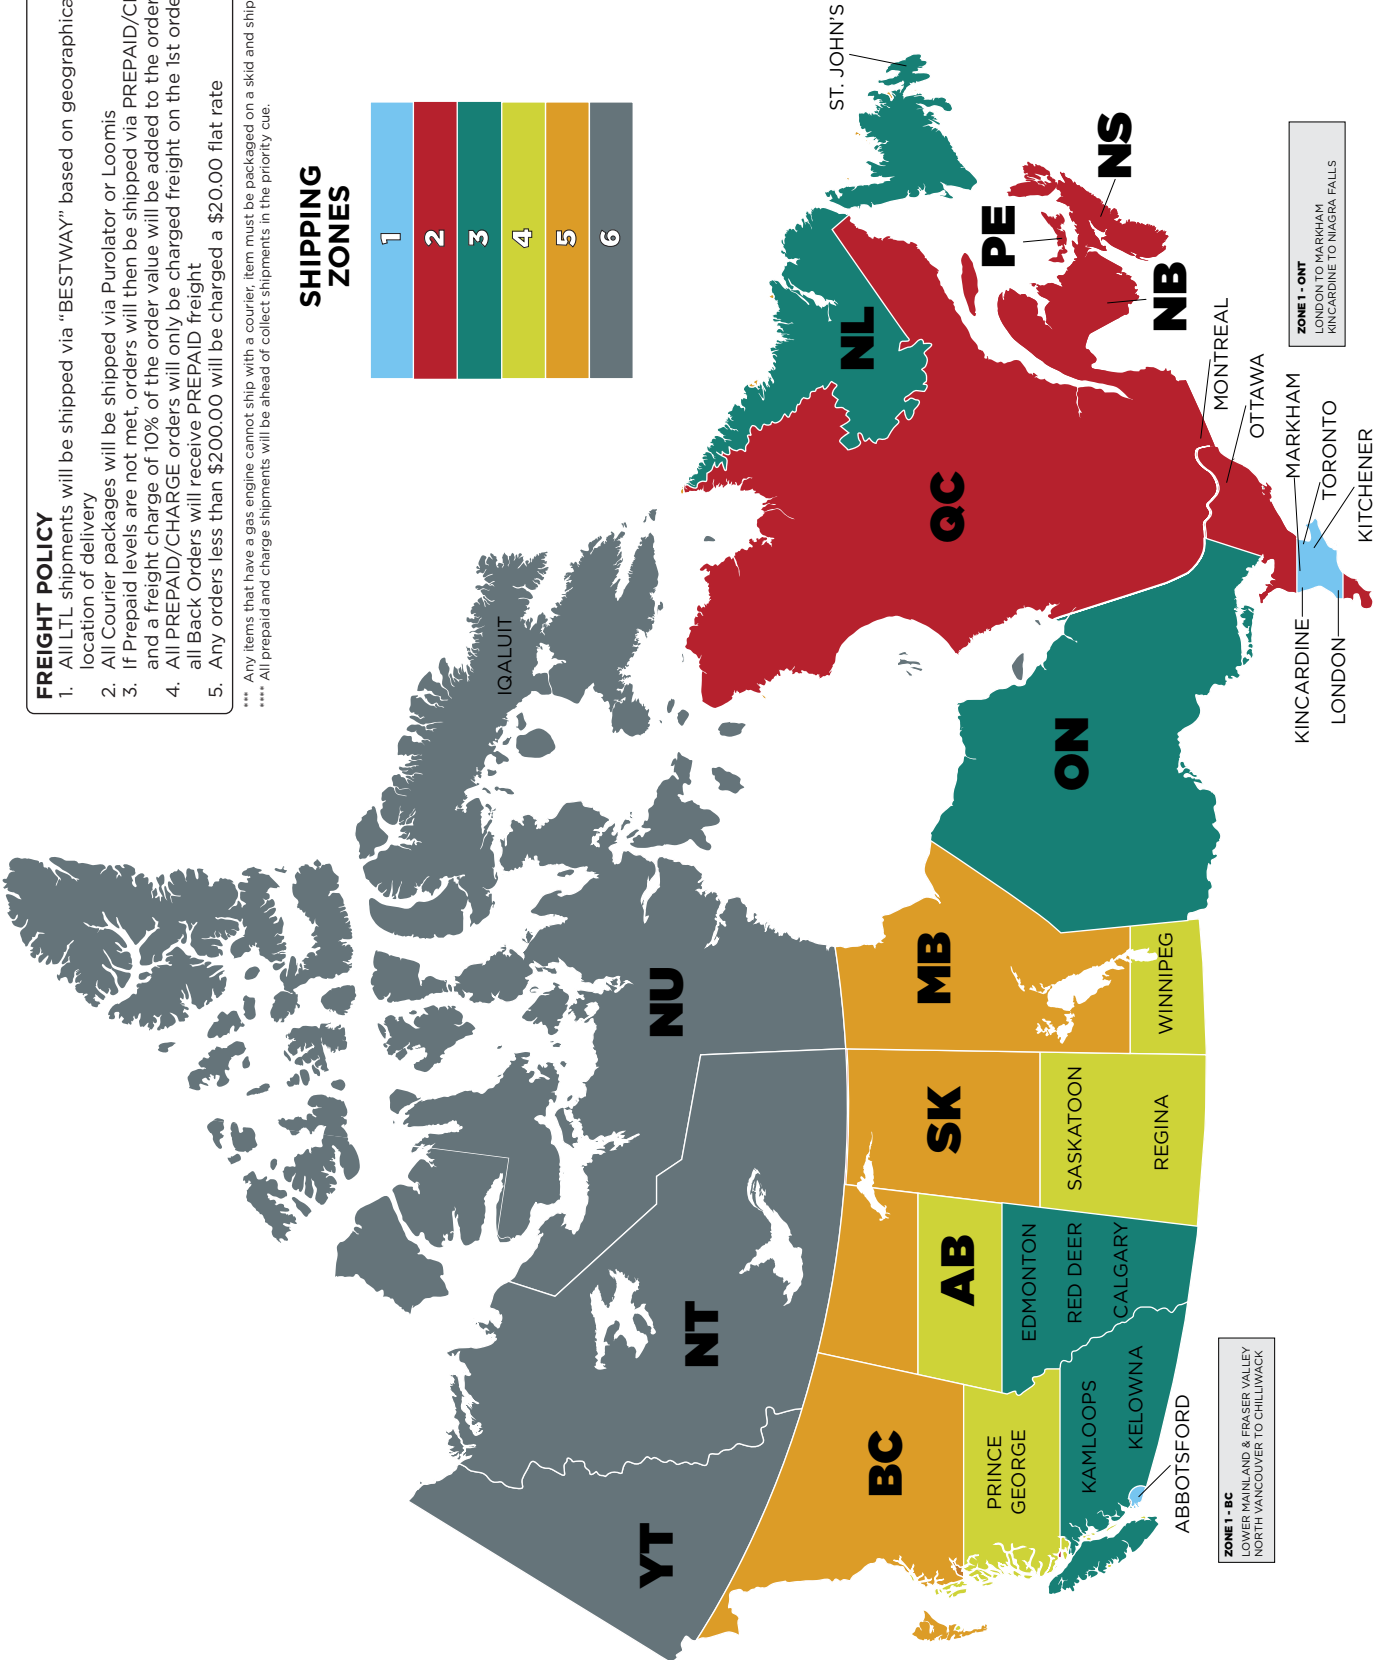 FREIGHT POLICY
1. All LTL shipments will be shipped via "BESTWAY" based on geographica
location of delivery
2. All Courier packages will be shipped via Purolator or Loomis
3. If Prepaid levels are not met, orders will then be shipped via PREPAID/C
and a freight charge of 10% of the order value will be added to the order
4. All PREPAID/CHARGE orders will only be charged freight on the 1st orde
all Back Orders will receive PREPAID freight
5. Any orders less than $200.00 will be charged a $20.00 flat rate
*** Any items that have a gas engine cannot ship with a courier, item must be packaged on a skid and ship
**** All prepaid and charge shipments will be ahead of collect shipments in the priority cue.
SHIPPING
ZONES
1
2
3
4
5
6
ST. JOHN'S
IQALUIT
NU
NT
YT
NL
PE
NS
NB
QC
ON
MB
SK
AB
BC
WINNIPEG
SASKATOON
REGINA
EDMONTON
RED DEER
CALGARY
PRINCE
GEORGE
KAMLOOPS
KELOWNA
ABBOTSFORD
MONTREAL
OTTAWA
MARKHAM
TORONTO
KITCHENER
KINCARDINE
LONDON
ZONE 1 - BC
LOWER MAINLAND & FRASER VALLEY
NORTH VANCOUVER TO CHILLIWACK
ZONE 1 - ONT
LONDON TO MARKHAM
KINCARDINE TO NIAGRA FALLS